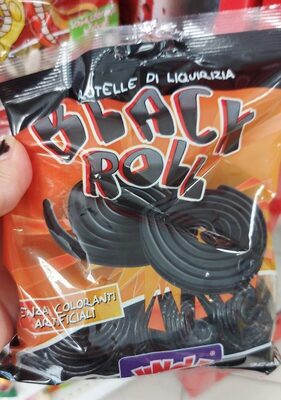 ROTELLE DI LIQUIRIZIA
BLACK
ROLL
SENZA COLORANTI
ARTIFICIALI